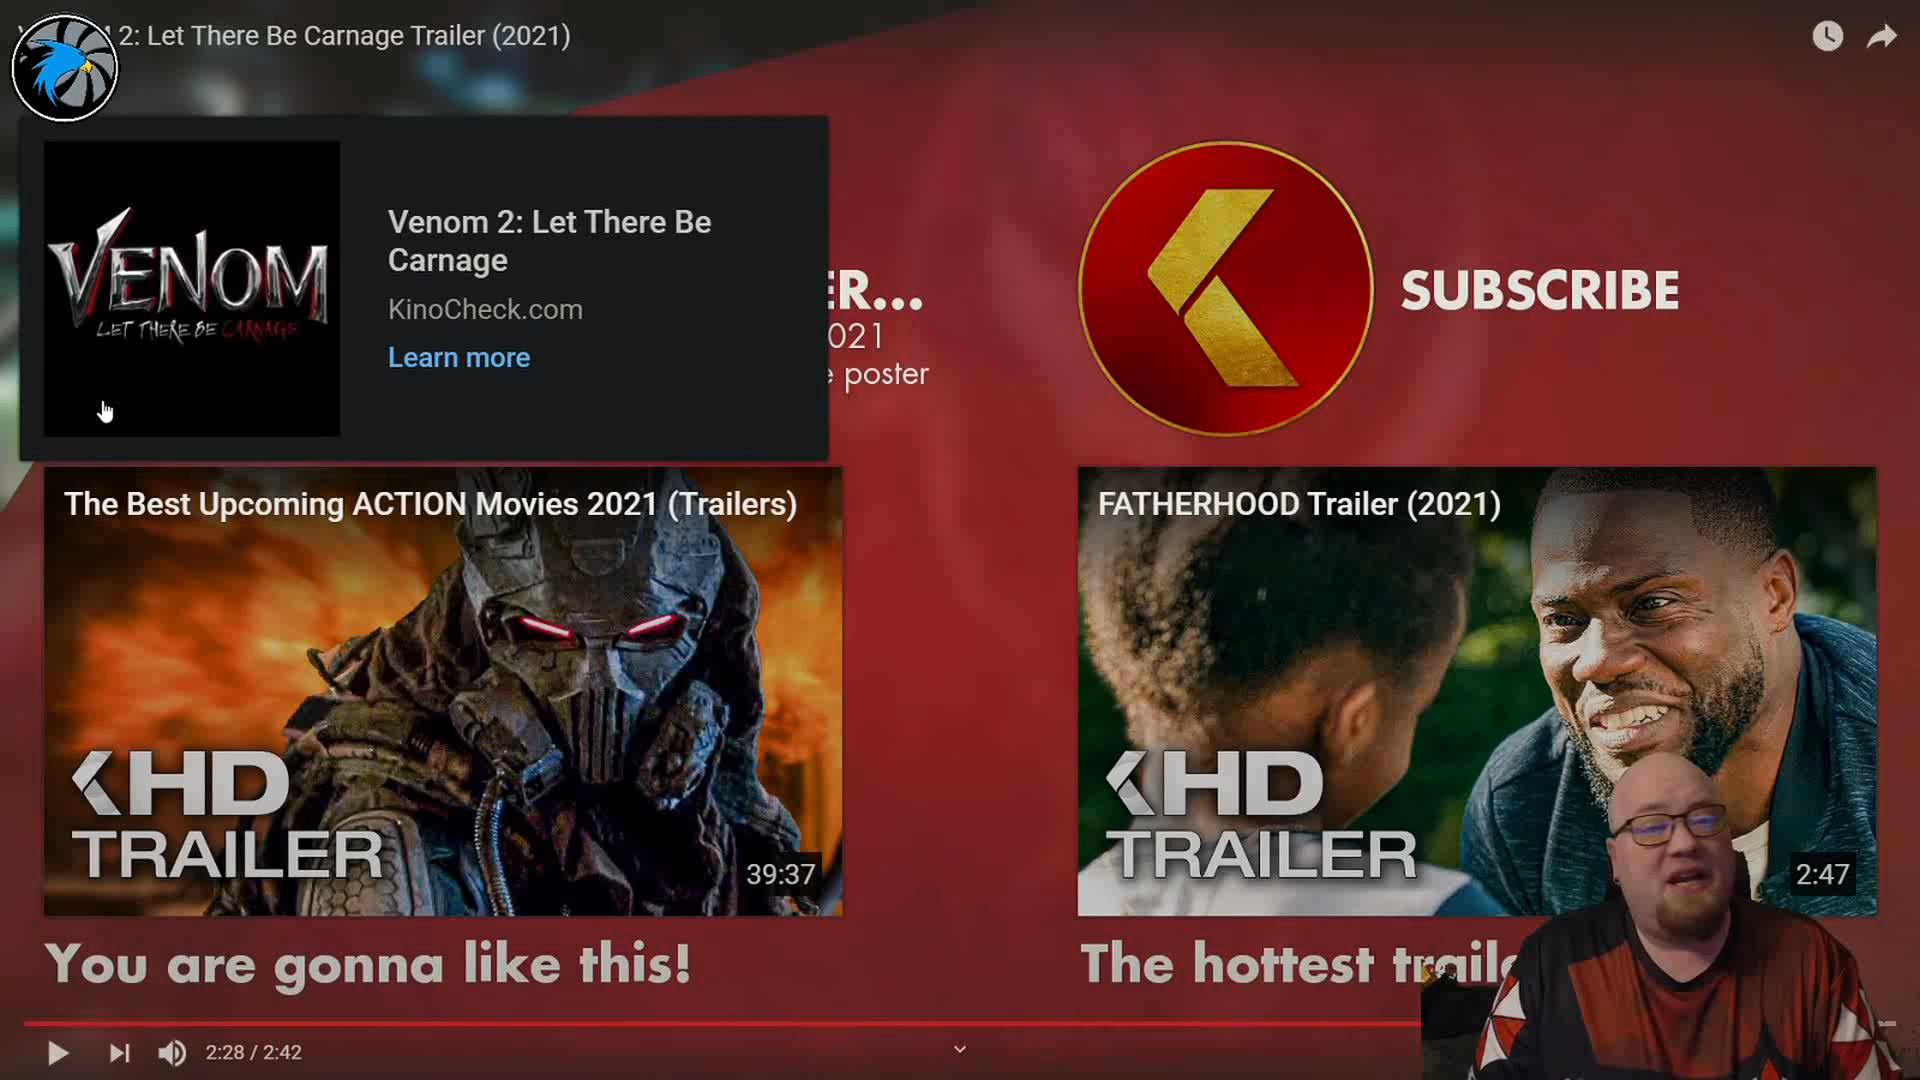 2: Let There Be Carnage Trailer (2021)
VENOM
LET THERE BE CARNAGE
Venom 2: Let There Be
Carnage
KinoCheck.com
Learn more
ER...
021
poster
SUBSCRIBE
The Best Upcoming ACTION Movies 2021 (Trailers)
HD
TRAILER
39:37
FATHERHOOD Trailer (2021)
HD
TRAILER
2:47
You are gonna like this!
The hottest traile
2:28 / 2:42